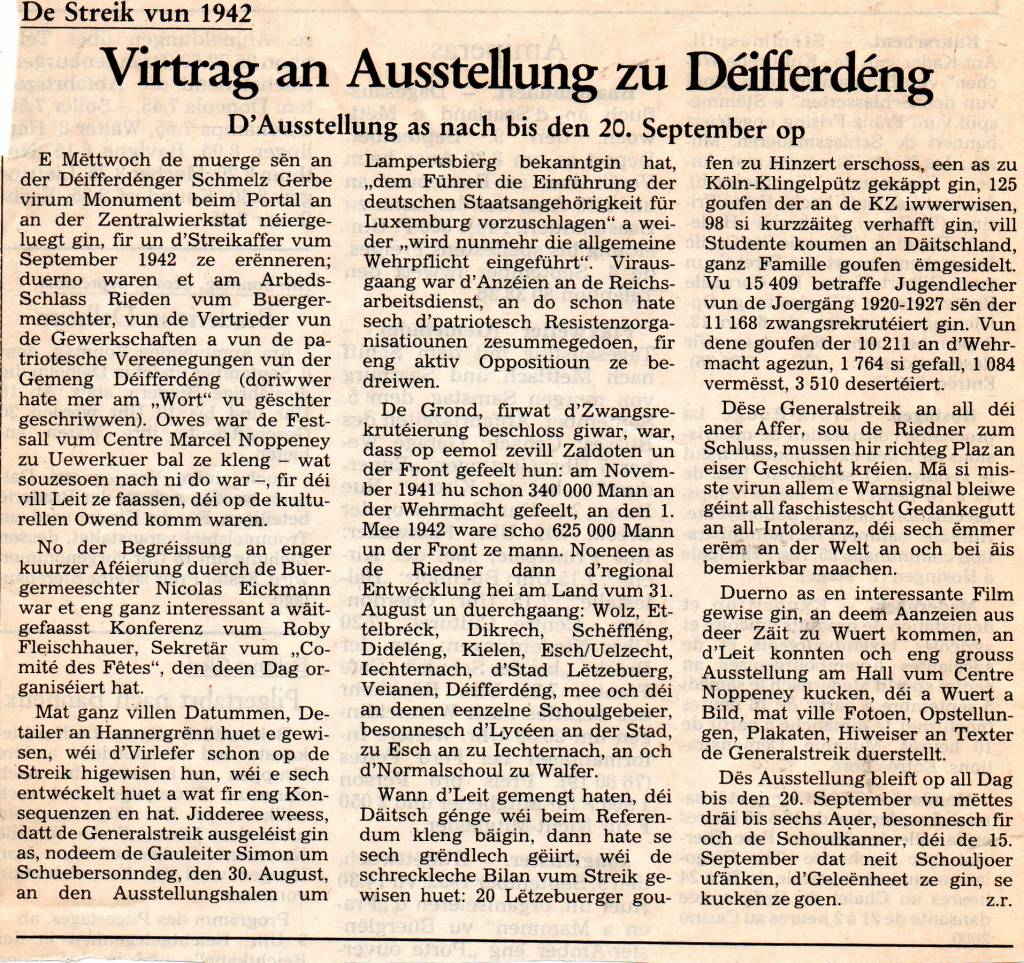 De Streik vun 1942
Virtrag an Ausstellung zu Déifferdéng
D'Ausstellung as nach bis den 20. September op
E Mëttwoch de muerge sën an
der Déifferdénger Schmelz Gerbe
virum Monument beim Portal an
an der Zentralwierkstat néierge-
luegt gin, fir un d'Streikaffer vum
September 1942 ze erënneren;
duerno waren et am Arbeds-
Schlass Rieden vum Buerger-
meeschter, vun de Vertrieder vun
de Gewerkschaften a vun de pa-
triotesche Vereenegungen vun der
Gemeng Déifferdéng (doriwwer
hate mer am „Wort" vu gëschter
geschriwwen). Owes war de Fest-
sall vum Centre Marcel Noppeney
zu Uewerkuer bal ze kleng – wat
souzesoen nach ni do war –, fir déi
vill Leit ze faassen, déi op de kultu-
rellen Owend komm waren.
No der Begréissung an enger
kuurzer Aféierung duerch de Buer-
germeeschter Nicolas Eickmann
war et eng ganz interessant a wäit-
gefaasst Konferenz vum Roby
Fleischhauer, Sekretär vum „Co-
mité des Fêtes", den deen Dag or-
ganiséiert hat.
Mat ganz villen Datummen, De-
tailer an Hannergrënn huet e gewi-
sen, wéi d'Virlefer schon op de
Streik higewisen hun, wéi e sech
entwéckelt huet a wat fir eng Kon-
sequenzen en hat. Jidderee weess,
datt de Generalstreik ausgeléist gin
as, nodeem de Gauleiter Simon um
Schuebersonndeg, den 30. August,
an den Ausstellungshalen um
Lampertsbierg bekanntgin hat,
„dem Führer die Einführung der
deutschen Staatsangehörigkeit für
Luxemburg vorzuschlagen" a wei-
der „wird nunmehr die allgemeine
Wehrpflicht eingeführt". Viraus-
gaang war d'Anzéien an de Reichs-
arbeitsdienst, an do schon hate
sech d'patriotesch Resistenzorga-
nisatiounen zesummegedoen, fir
eng aktiv Oppositioun ze be-
dreiwen.
De Grond, firwat d'Zwangsre-
krutéierung beschloss giwar, war,
dass op eemol zevill Zaldoten un
der Front gefeelt hun: am Novem-
ber 1941 hu schon 340 000 Mann an
der Wehrmacht gefeelt, an den 1.
Mee 1942 ware scho 625 000 Mann
un der Front ze mann. Noeneen as
de Riedner dann d'regional
Entwécklung hei am Land vum 31.
August un duerchgaang: Wolz, Et-
telbréck, Dikrech, Schëffléng,
Dideléng, Kielen, Esch/Uelzecht,
Iechternach, d'Stad Lëtzebuerg,
Veianen, Déifferdéng, mee och déi
an denen eenzelne Schoulgebeier,
besonnesch d'Lycéen an der Stad,
zu Esch an zu Iechternach, an och
d'Normalschoul zu Walfer.
Wann d'Leit gemengt haten, déi
Däitsch génge wéi beim Referen-
dum kleng bäigin, dann hate se
sech grëndlech gëiirt, wéi de
schreckleche Bilan vum Streik ge-
wisen huet: 20 Lëtzebuerger gou-
fen zu Hinzert erschoss, een as zu
Köln-Klingelpütz gekäppt gin, 125
goufen der an de KZ iwwerwisen,
98 si kurzzäiteg verhafft gin, vill
Studente koumen an Däitschland,
ganz Famille goufen ëmgesidelt.
Vu 15 409 betraffe Jugendlecher
vun de Joergäng 1920-1927 sën der
11 168 zwangsrekrutéiert gin. Vun
dene goufen der 10 211 an d'Wehr-
macht agezun, 1 764 si gefall, 1 084
vermësst, 3 510 desertéiert.
Dëse Generalstreik an all déi
aner Affer, sou de Riedner zum
Schluss, mussen hir richteg Plaz an
eiser Geschicht kréien. Mä si mis-
ste virun allem e Warnsignal bleiwe
géint all faschistescht Gedankegutt
an all Intoleranz, déi sech ëmmer
erëm an der Welt an och bei äis
bemierkbar maachen.
Duerno as en interessante Film
gewise gin, an deem Aanzeien aus
deer Zäit zu Wuert kommen, an
d'Leit konnten och eng grouss
Ausstellung am Hall vum Centre
Noppeney kucken, déi a Wuert a
Bild, mat ville Fotoen, Opstellun-
gen, Plakaten, Hiweiser an Texter
de Generalstreik duerstellt.
Dës Ausstellung bleift op all Dag
bis den 20. September vu mëttes
dräi bis sechs Auer, besonnesch fir
och de Schoulkanner, déi de 15.
September dat neit Schouljoer
ufänken, d'Geleënheet ze gin, se
kucken ze goen. z.r.